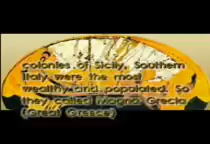 colonies of Sicily. Southern
Italy were the most
wealthy and populated. So
they called Magna Grecia
(Great Greece)